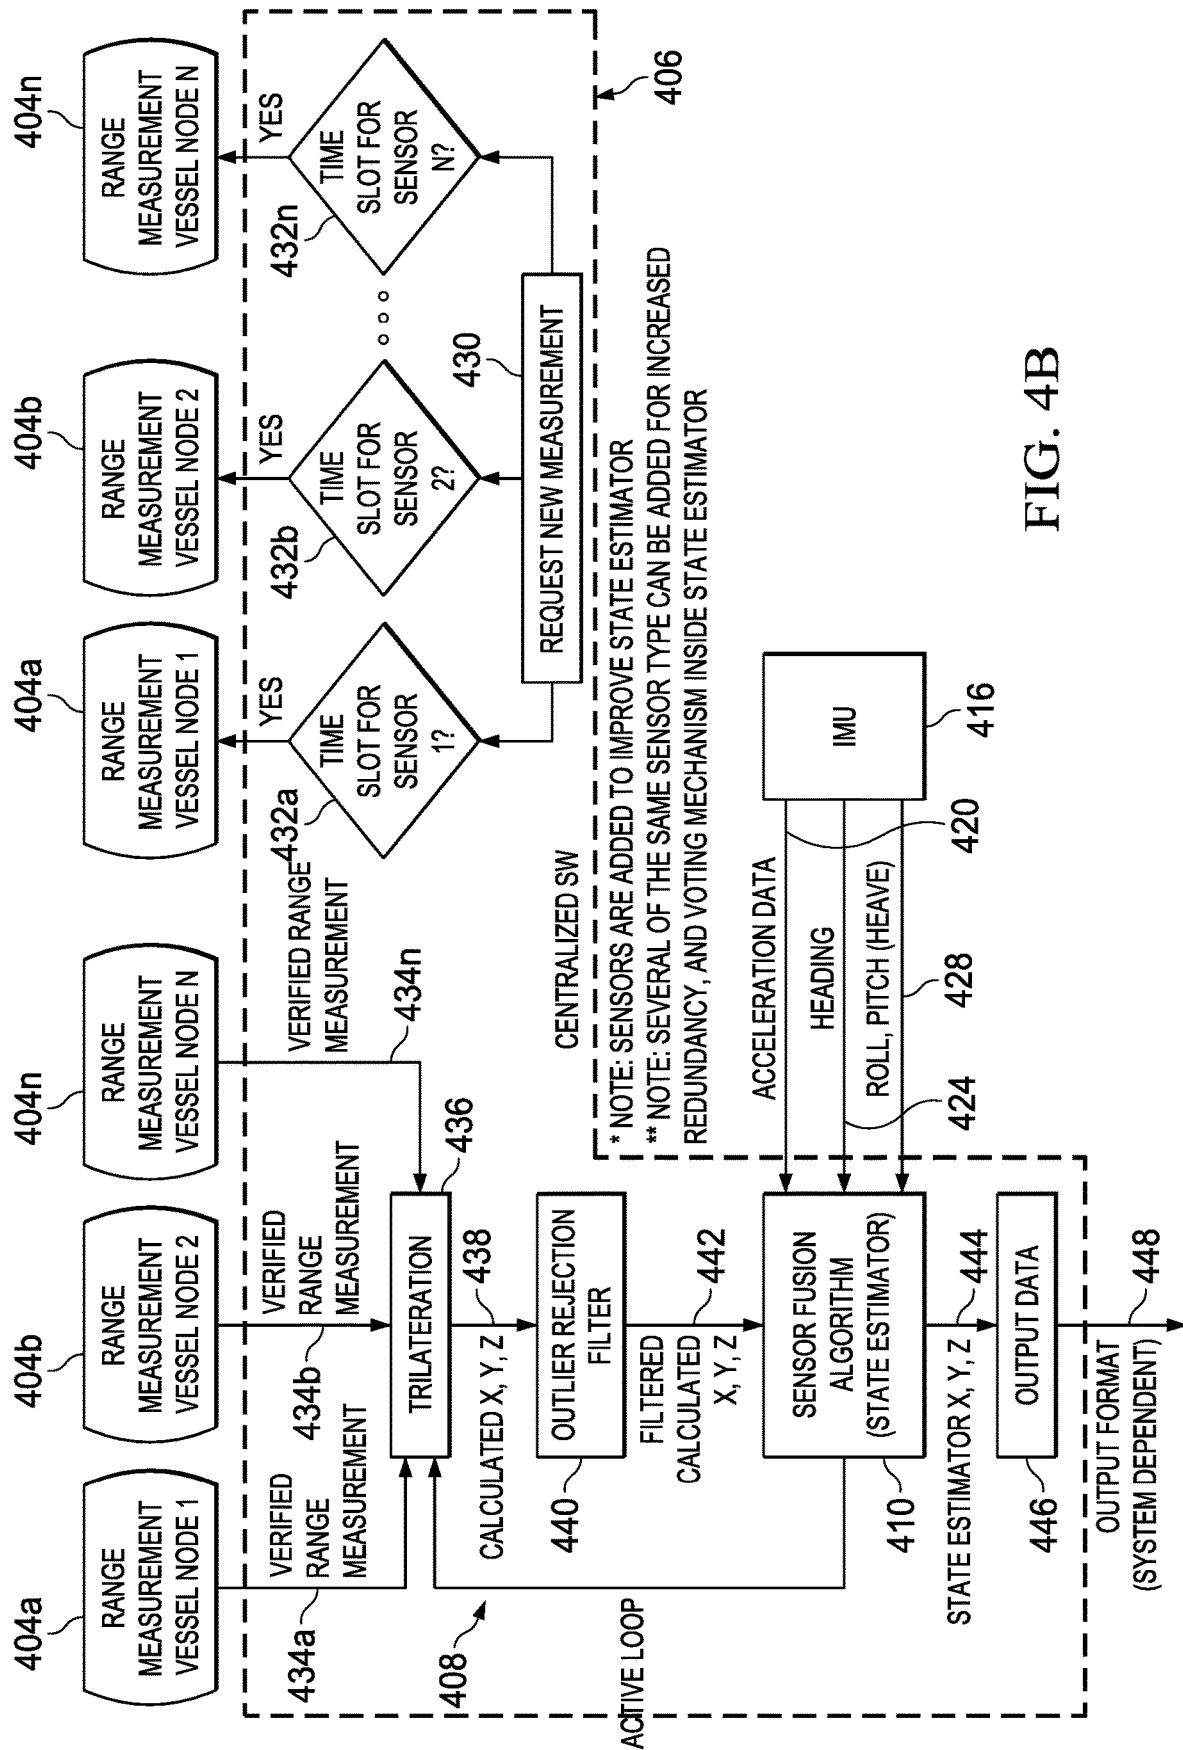 404a
RANGE
MEASUREMENT
VESSEL NODE 1
404b
RANGE
MEASUREMENT
VESSEL NODE 2
404n
RANGE
MEASUREMENT
VESSEL NODE N
404a
RANGE
MEASUREMENT
VESSEL NODE 1
404b
RANGE
MEASUREMENT
VESSEL NODE 2
404n
RANGE
MEASUREMENT
VESSEL NODE N
434a
VERIFIED
RANGE
MEASUREMENT
434b
VERIFIED
RANGE
MEASUREMENT
VERIFIED RANGE
MEASUREMENT
434n
YES
YES
YES
432a
TIME
SLOT FOR
SENSOR
1?
432b
TIME
SLOT FOR
SENSOR
2?
432n
TIME
SLOT FOR
SENSOR
N?
430
REQUEST NEW MEASUREMENT
406
TRILATERATION
436
408
CALCULATED X, Y, Z
438
440
OUTLIER REJECTION
FILTER
CENTRALIZED SW
* NOTE: SENSORS ARE ADDED TO IMPROVE STATE ESTIMATOR
** NOTE: SEVERAL OF THE SAME SENSOR TYPE CAN BE ADDED FOR INCREASED
REDUNDANCY, AND VOTING MECHANISM INSIDE STATE ESTIMATOR
ACTIVE LOOP
FILTERED
CALCULATED
X, Y, Z
442
ACCELERATION DATA
HEADING
ROLL, PITCH (HEAVE)
420
424
428
IMU
416
SENSOR FUSION
ALGORITHM
(STATE ESTIMATOR)
410
STATE ESTIMATOR X, Y, Z
444
446
OUTPUT DATA
OUTPUT FORMAT
(SYSTEM DEPENDENT)
448
FIG. 4B